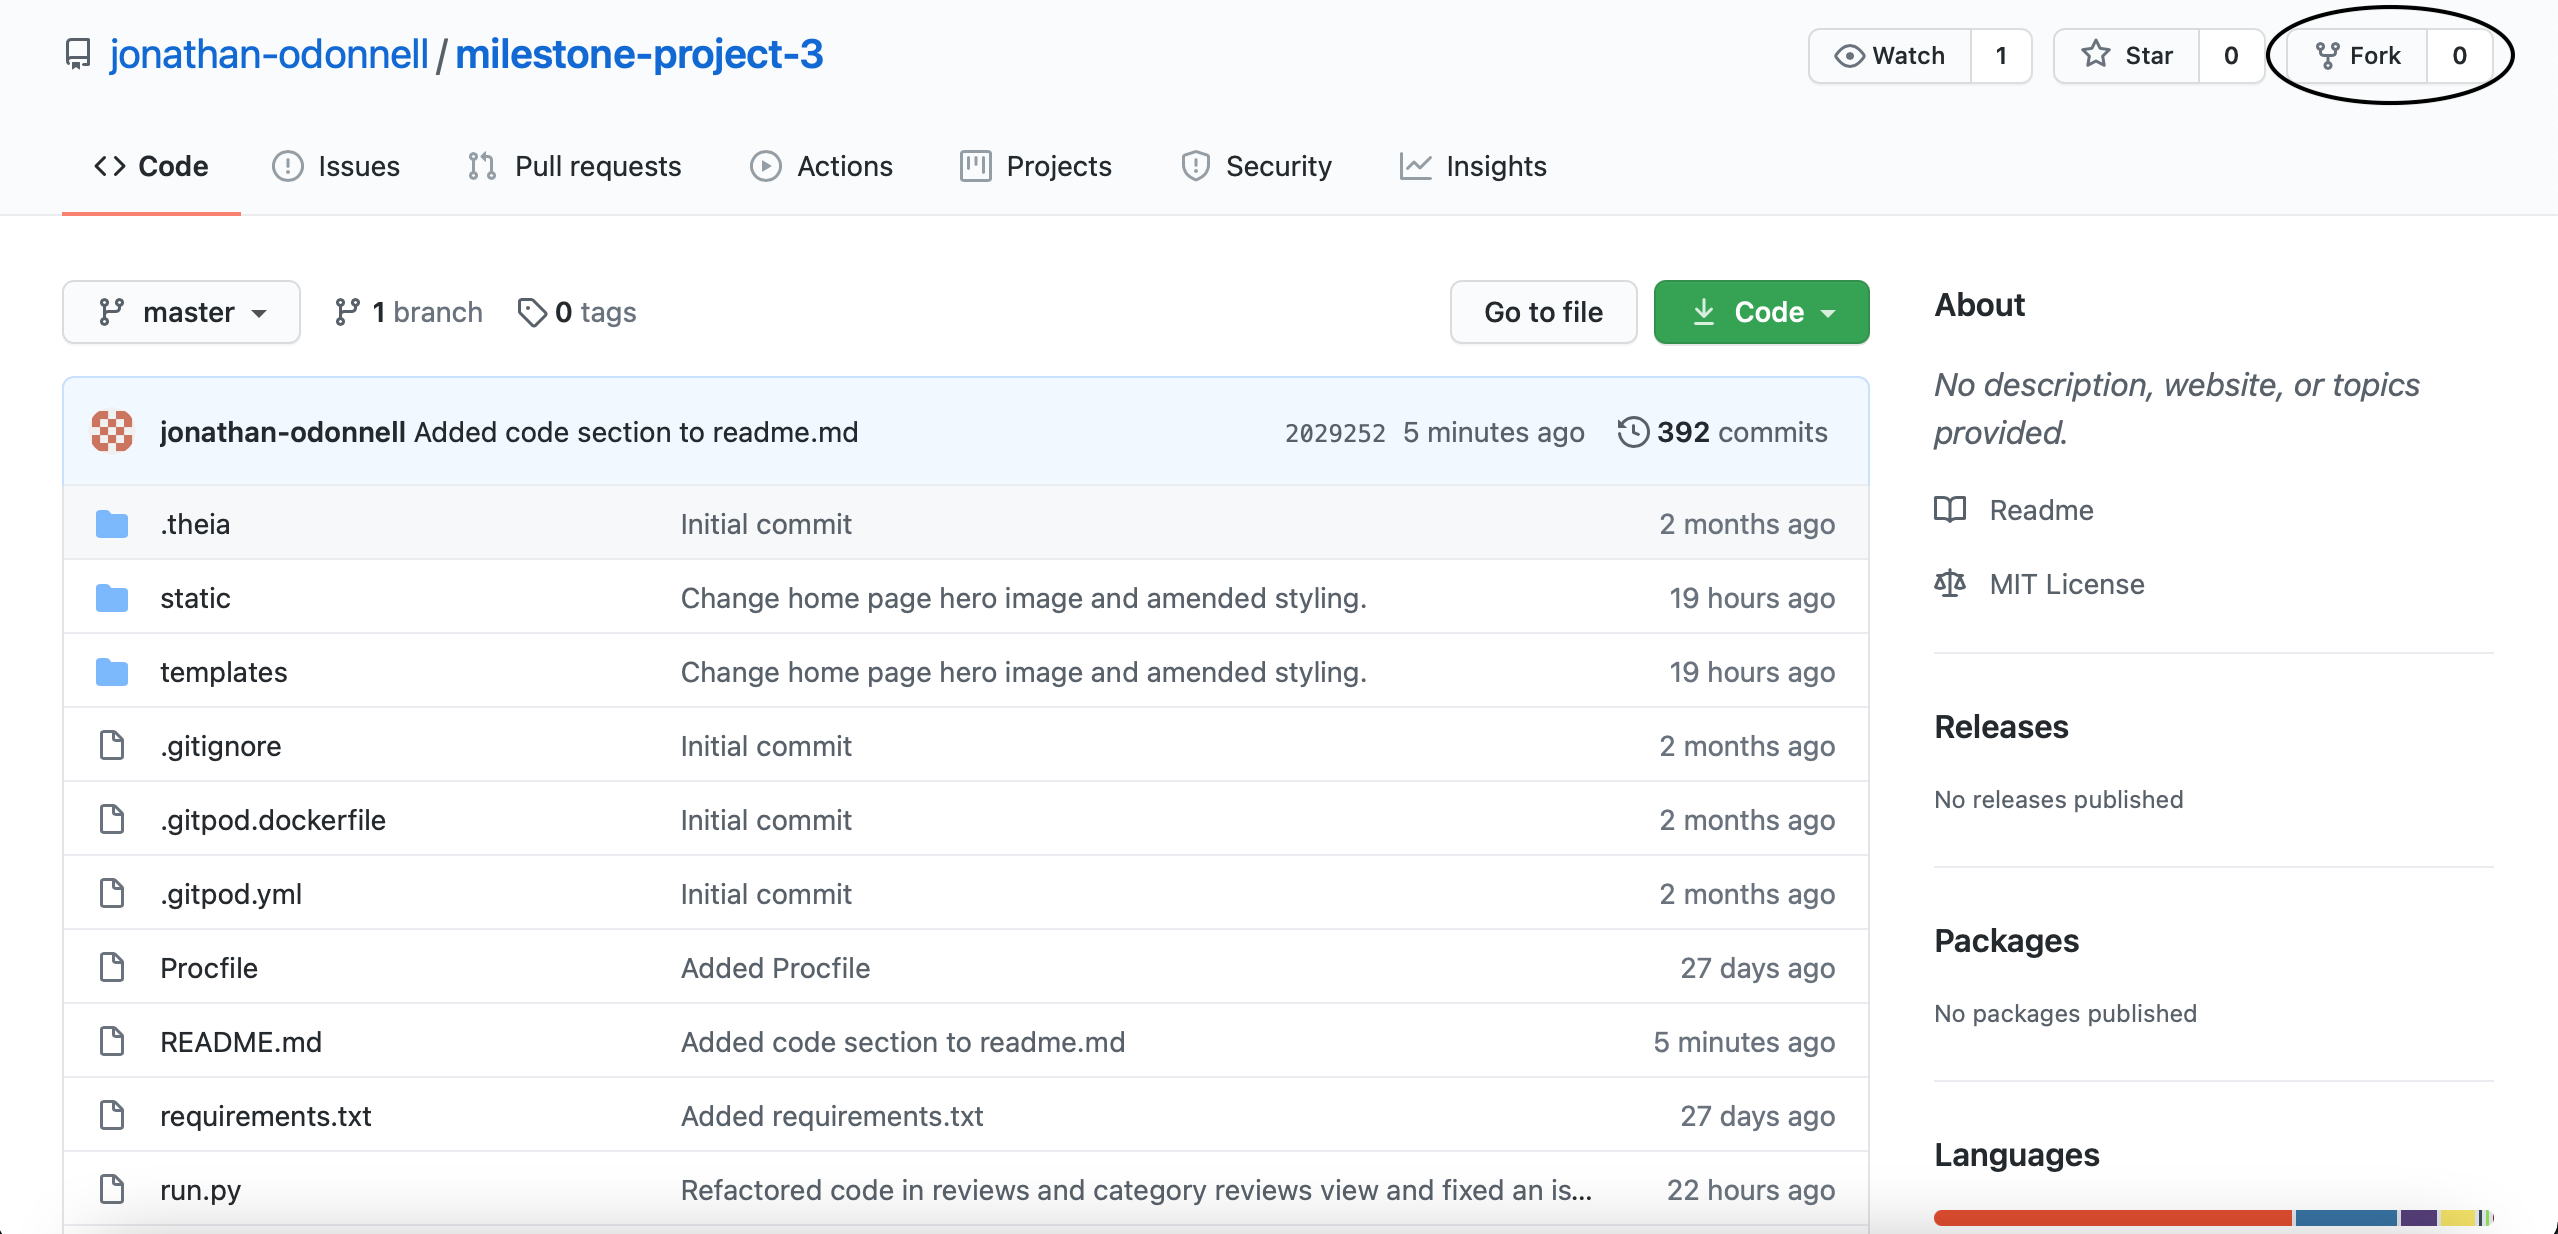 jonathan-odonnell / milestone-project-3
Watch 1 Star 0 Fork 0
Code Issues Pull requests Actions Projects Security Insights
master 1 branch 0 tags Go to file Code
jonathan-odonnell Added code section to readme.md 2029252 5 minutes ago 392 commits
.theia Initial commit 2 months ago
static Change home page hero image and amended styling. 19 hours ago
templates Change home page hero image and amended styling. 19 hours ago
.gitignore Initial commit 2 months ago
.gitpod.dockerfile Initial commit 2 months ago
.gitpod.yml Initial commit 2 months ago
Procfile Added Procfile 27 days ago
README.md Added code section to readme.md 5 minutes ago
requirements.txt Added requirements.txt 27 days ago
run.py Refactored code in reviews and category reviews view and fixed an is... 22 hours ago
About
No description, website, or topics
provided.
Readme
MIT License
Releases
No releases published
Packages
No packages published
Languages